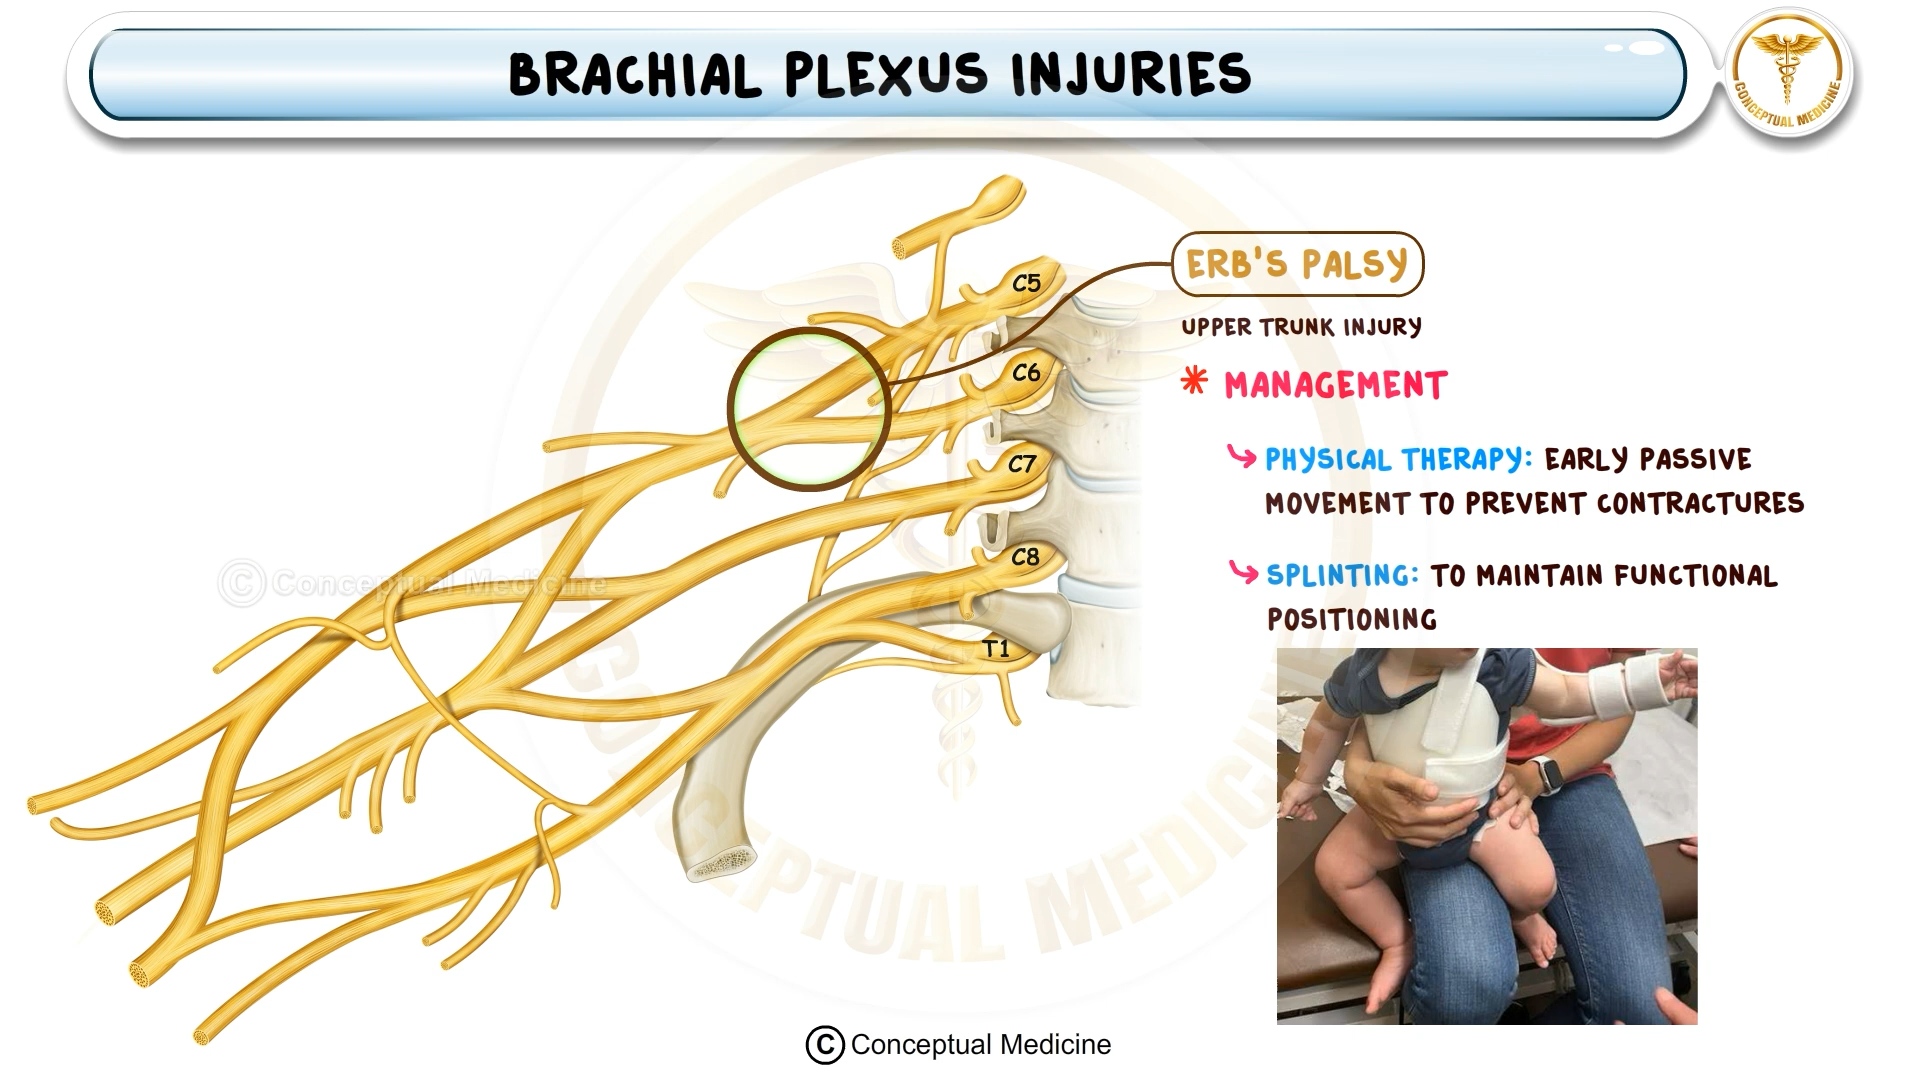 BRACHIAL PLEXUS INJURIES
CONCEPTUAL MEDICINE
ERB'S PALSY
UPPER TRUNK INJURY
* MANAGEMENT
PHYSICAL THERAPY: EARLY PASSIVE
MOVEMENT TO PREVENT CONTRACTURES
SPLINTING: TO MAINTAIN FUNCTIONAL
POSITIONING
C5
C6
C7
C8
T1
© Conceptual Medicine
CONCEPTUAL MEDICINE
© Conceptual Medicine